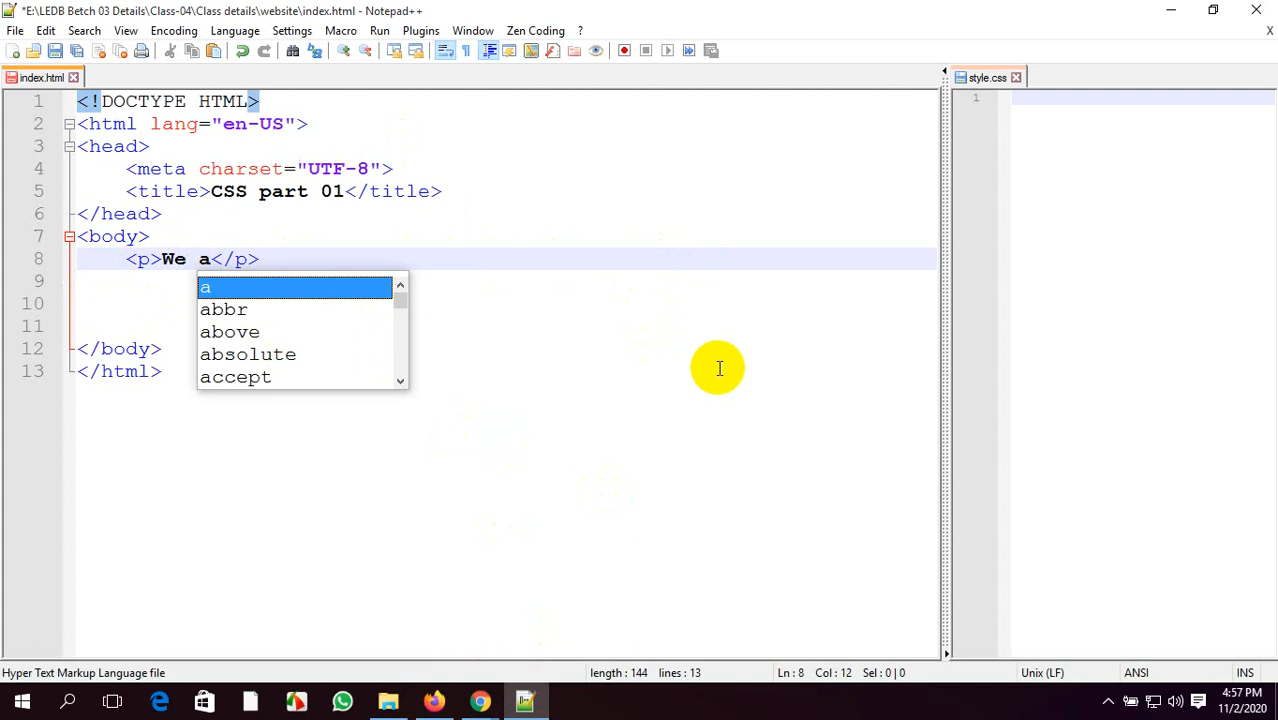 *E:\LEDB Betch 03 Details\Class-04\Class details\website\index.html - Notepad++
File Edit Search View Encoding Language Settings Macro Run Plugins Window Zen Coding ? X
index.html
style.css
1 <!DOCTYPE HTML>
2 <html lang="en-US">
3 <head>
4 <meta charset="UTF-8">
5 <title>CSS part 01</title>
6 </head>
7 <body>
8 <p>We a</p>
9
10
11
12 </body>
13 </html>
a
abbr
above
absolute
accept
1
Hyper Text Markup Language file length : 144 lines : 13 Ln : 8 Col : 12 Sel : 0 | 0 Unix (LF) ANSI INS
4:57 PM
11/2/2020